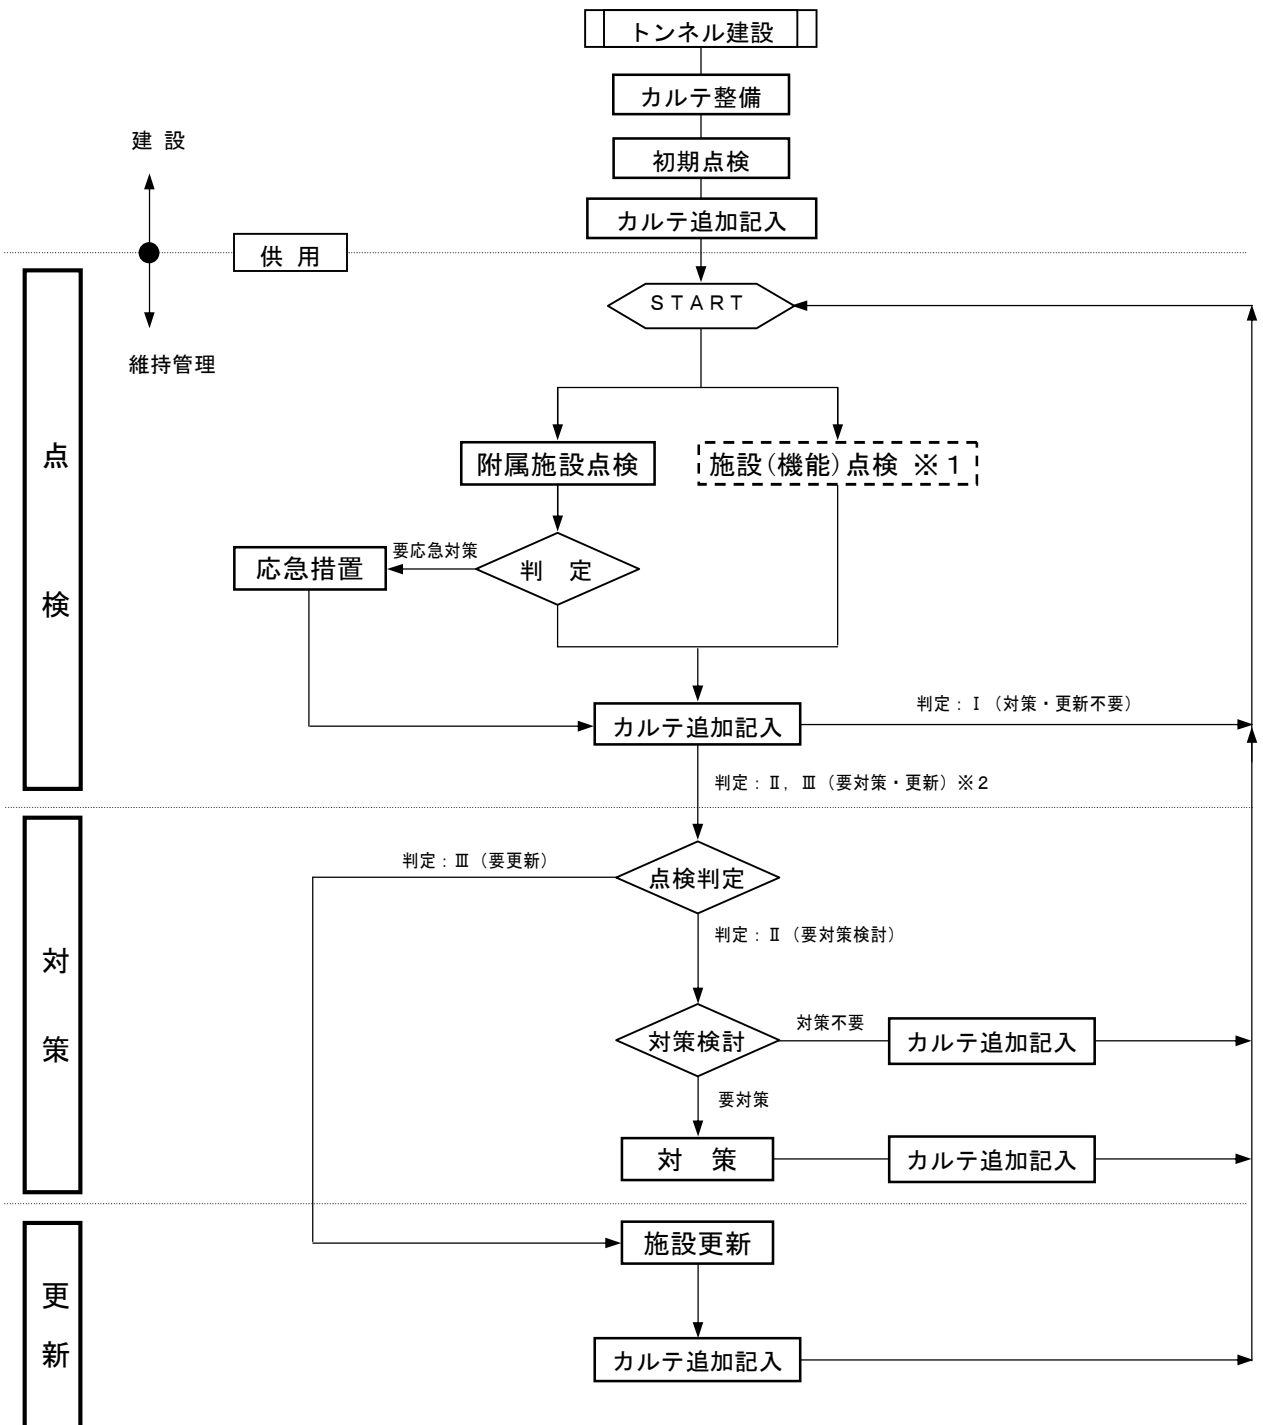 トンネル建設
カルテ整備
建 設
初期点検
カルテ追加記入
供 用
START
維持管理
点
検
附属施設点検
施設(機能)点検 ※1
要応急対策
応急措置
判 定
カルテ追加記入
判定：Ⅰ（対策・更新不要）
判定：Ⅱ，Ⅲ（要対策・更新）※2
対
策
判定：Ⅲ（要更新）
点検判定
判定：Ⅱ（要対策検討）
対策検討
対策不要
カルテ追加記入
要対策
対 策
カルテ追加記入
更
新
施設更新
カルテ追加記入